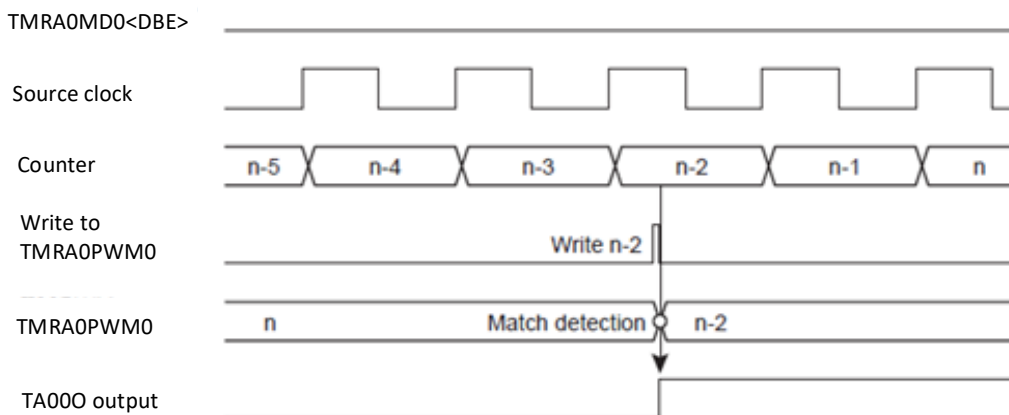 TMRA0MD0<DBE>
Source clock
Counter n-5 n-4 n-3 n-2 n-1 n
Write to
TMRA0PWM0 Write n-2
TMRA0PWM0 n Match detection n-2
TA00O output